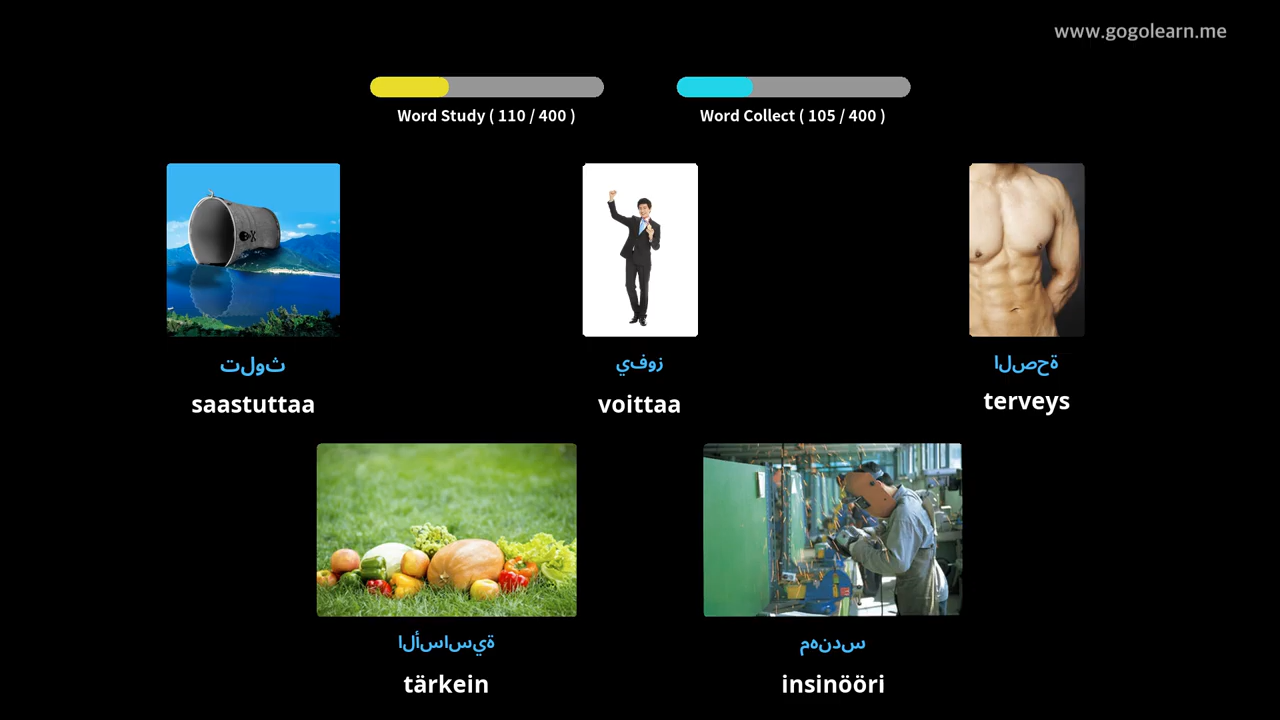 www.gogolearn.me
Word Study ( 110 / 400 )
Word Collect ( 105 / 400 )
تلوث
saastuttaa
يفوز
voittaa
الصحة
terveys
الأساسية
tärkein
مهندس
insinööri